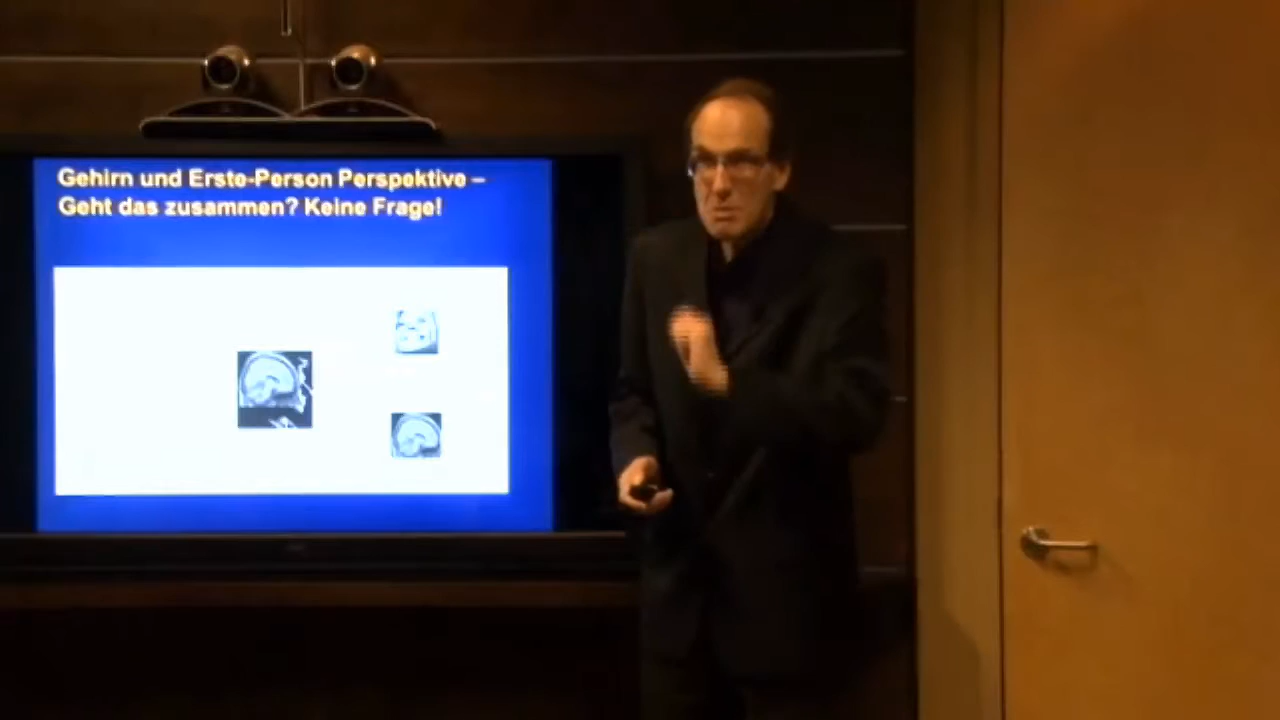 Gehirn und Erste-Person Perspektive –
Geht das zusammen? Keine Frage!